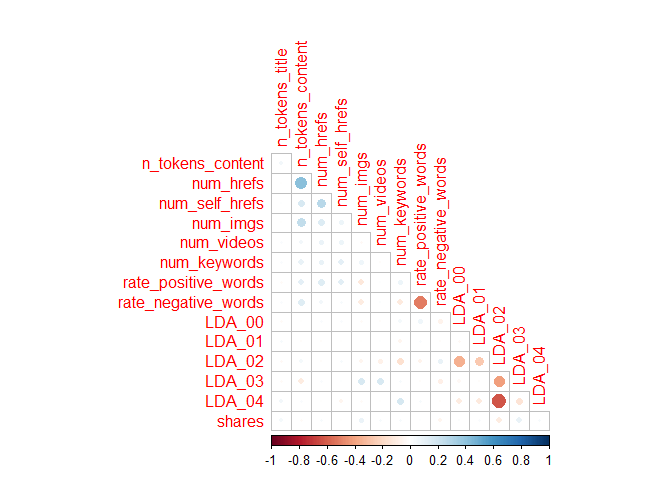 n_tokens_title
n_tokens_content
num_hrefs
num_self_hrefs
num_imgs
num_videos
num_keywords
rate_positive_words
rate_negative_words
LDA_00
LDA_01
LDA_02
LDA_03
LDA_04
n_tokens_content
num_hrefs
num_self_hrefs
num_imgs
num_videos
num_keywords
rate_positive_words
rate_negative_words
LDA_00
LDA_01
LDA_02
LDA_03
LDA_04
shares
-1 -0.8 -0.6 -0.4 -0.2 0 0.2 0.4 0.6 0.8 1